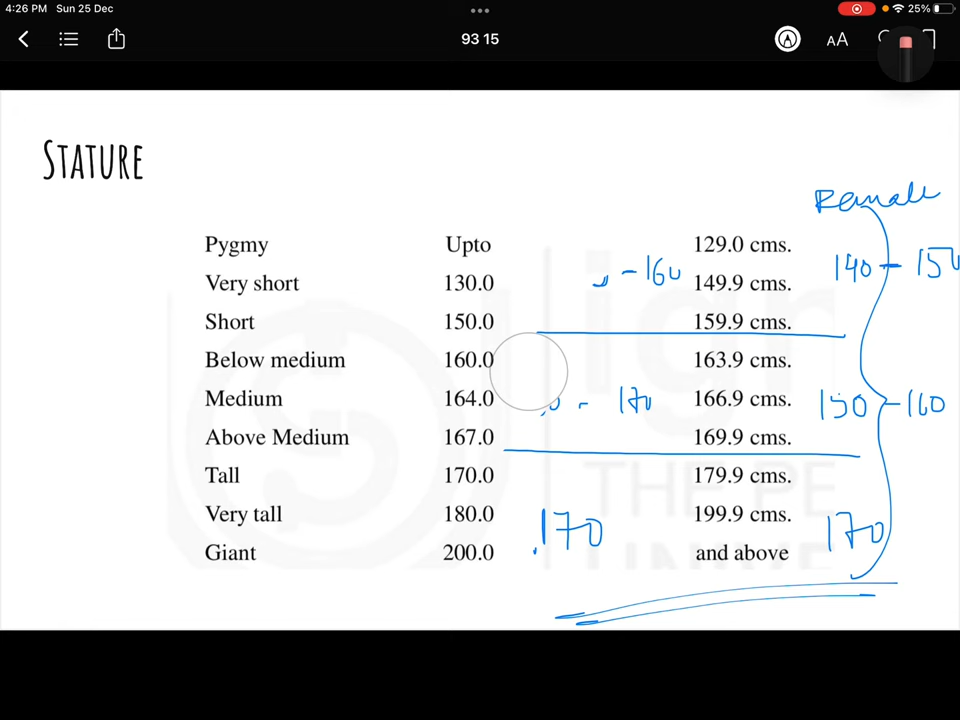 4:26 PM Sun 25 Dec 25%
93 15 AA
STATURE
Female
Pygmy Upto 129.0 cms.
Very short 130.0 - 160 149.9 cms. 140 - 150
Short 150.0 159.9 cms.
Below medium 160.0 163.9 cms.
Medium 164.0 - 170 166.9 cms. 150 - 160
Above Medium 167.0 169.9 cms.
Tall 170.0 179.9 cms.
THE PE
Very tall 180.0 199.9 cms.
170 170
Giant 200.0 and above